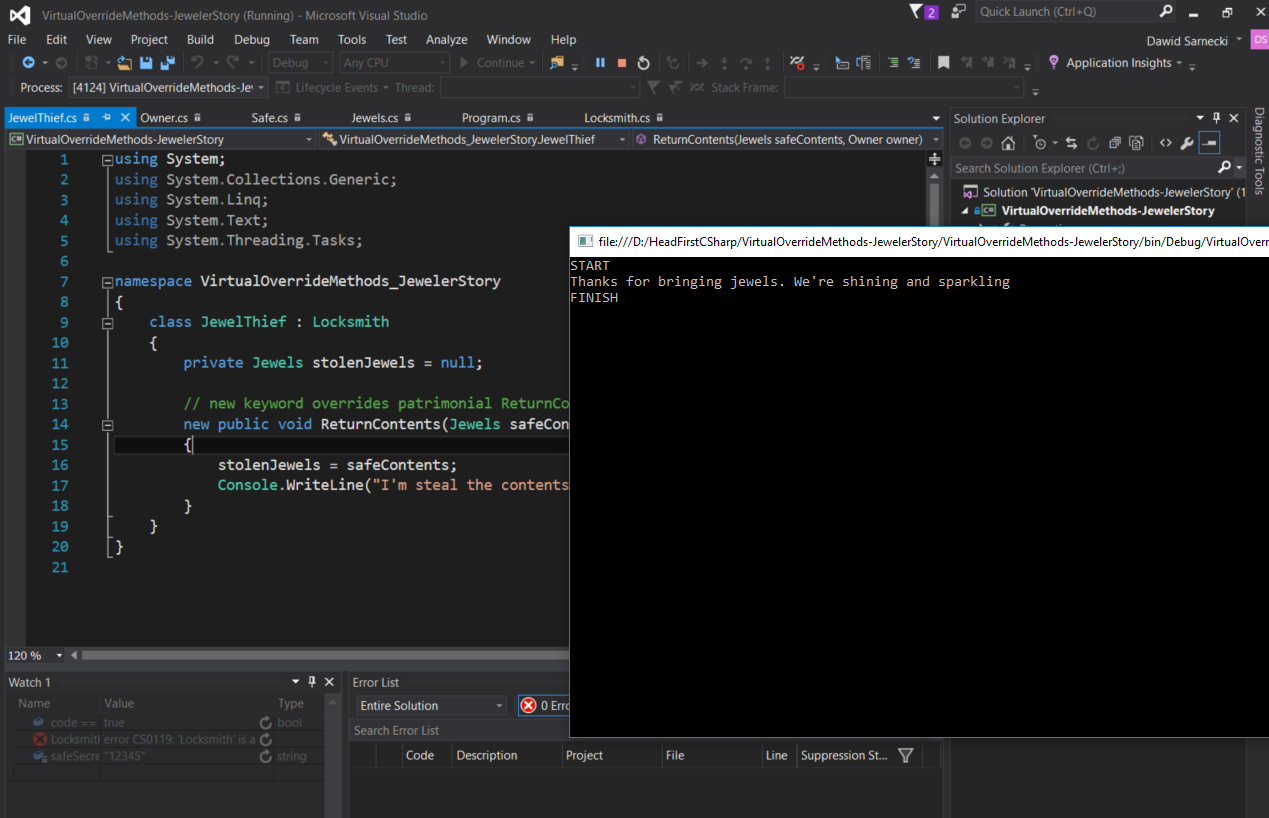 VirtualOverrideMethods-JewelerStory (Running) - Microsoft Visual Studio
2
Quick Launch (Ctrl+Q)
File Edit View Project Build Debug Team Tools Test Analyze Window Help
Dawid Sarnecki
DS
Debug Any CPU Continue Application Insights
Process: [4124] VirtualOverrideMethods-Je Lifecycle Events Thread: Stack Frame:
JewelThief.cs Owner.cs Safe.cs Jewels.cs Program.cs Locksmith.cs
VirtualOverrideMethods-JewelerStory VirtualOverrideMethods_JewelerStory.JewelThief ReturnContents(Jewels safeContents, Owner owner)
1 using System;
2 using System.Collections.Generic;
3 using System.Linq;
4 using System.Text;
5 using System.Threading.Tasks;
6
7 namespace VirtualOverrideMethods_JewelerStory
8 {
9 class JewelThief : Locksmith
10 {
11 private Jewels stolenJewels = null;
12
13 // new keyword overrides patrimonial ReturnCo
14 new public void ReturnContents(Jewels safeCon
15 {
16 stolenJewels = safeContents;
17 Console.WriteLine("I'm steal the contents
18 }
19 }
20 }
21
120 %
Solution Explorer
Search Solution Explorer (Ctrl+;)
Solution 'VirtualOverrideMethods-JewelerStory' (1
VirtualOverrideMethods-JewelerStory
Diagnostic Tools
file:///D:/HeadFirstCSharp/VirtualOverrideMethods-JewelerStory/VirtualOverrideMethods-JewelerStory/bin/Debug/VirtualOverr
START
Thanks for bringing jewels. We're shining and sparkling
FINISH
Watch 1
Name Value Type
code == true bool
Locksmitl error CS0119: 'Locksmith' is a
safeSecre "12345" string
Error List
Entire Solution
0 Erro
Search Error List
Code Description Project File Line Suppression St...